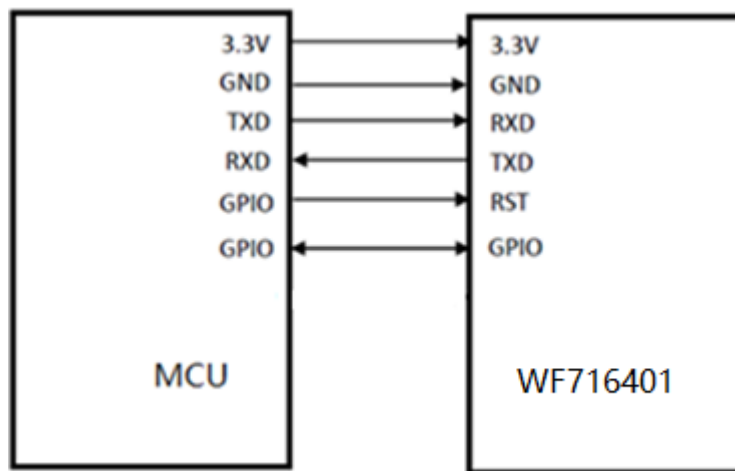 3.3V 3.3V
GND GND
TXD RXD
RXD TXD
GPIO RST
GPIO GPIO
MCU WF716401